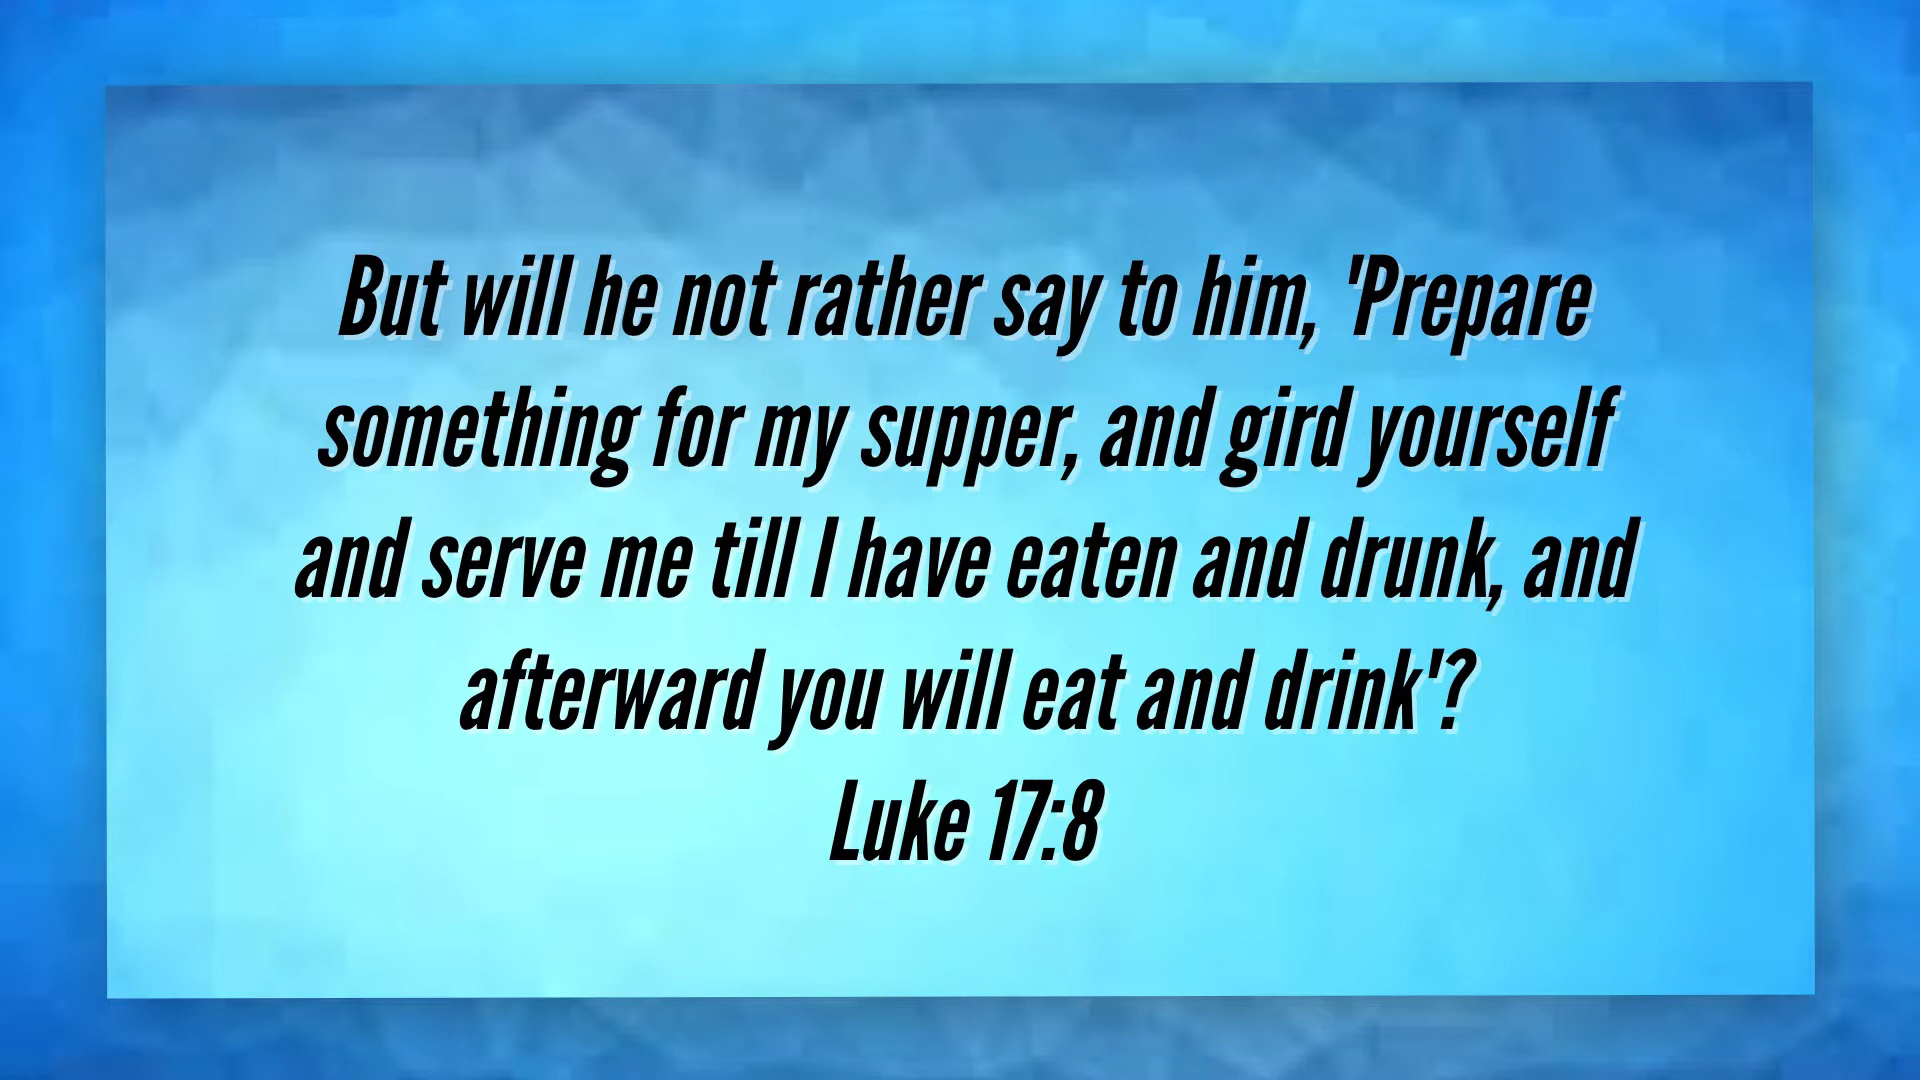 But will he not rather say to him, 'Prepare
something for my supper, and gird yourself
and serve me till I have eaten and drunk, and
afterward you will eat and drink'?
Luke 17:8